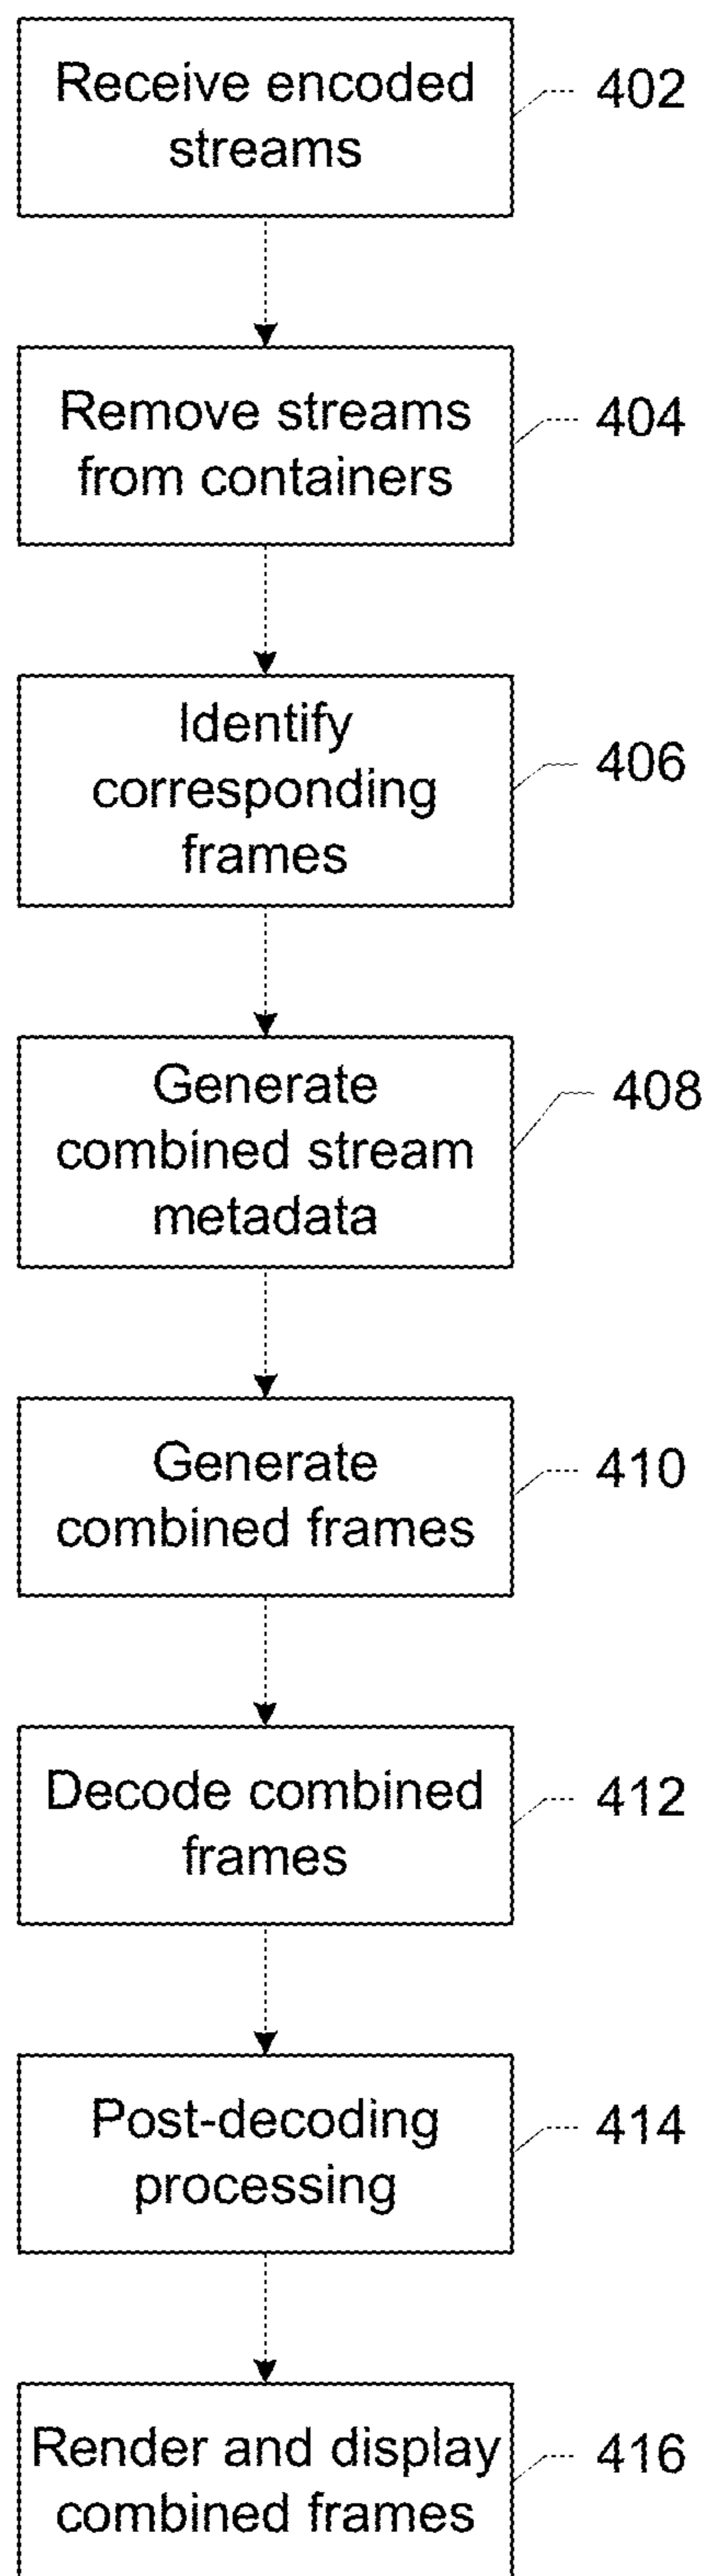 Receive encoded
streams
402
Remove streams
from containers
404
Identify
corresponding
frames
406
Generate
combined stream
metadata
408
Generate
combined frames
410
Decode combined
frames
412
Post-decoding
processing
414
Render and display
combined frames
416